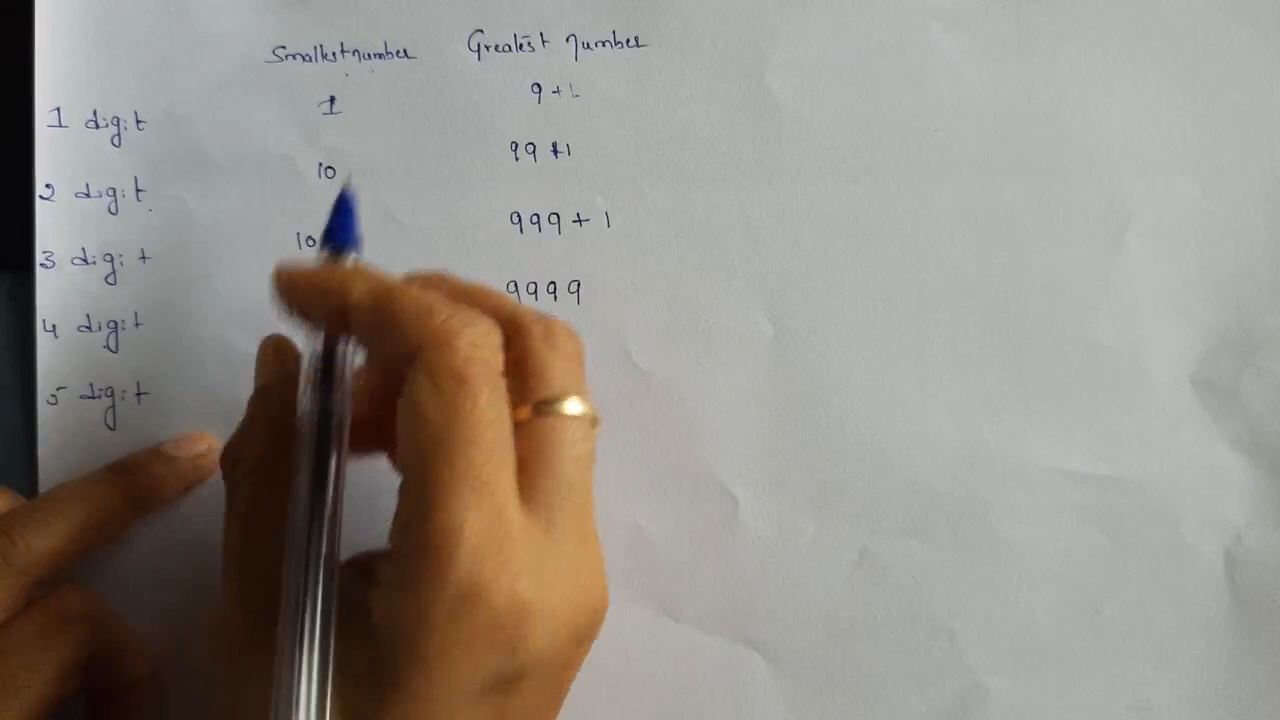 Smallest number Greatest number
1 digit 1 9 + 1
2 digit 10 99 + 1
3 digit 10 999 + 1
4 digit 9999
5 digit